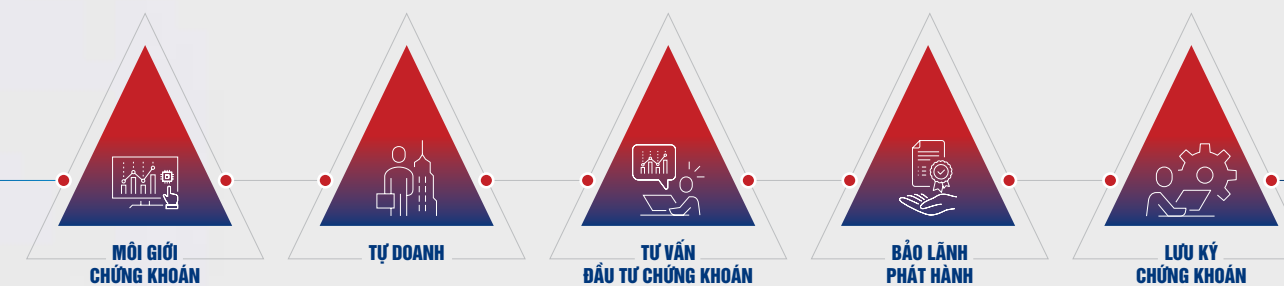 MÔI GIỚI
CHỨNG KHOÁN
TỰ DOANH
TƯ VẤN
ĐẦU TƯ CHỨNG KHOÁN
BẢO LÃNH
PHÁT HÀNH
LƯU KÝ
CHỨNG KHOÁN